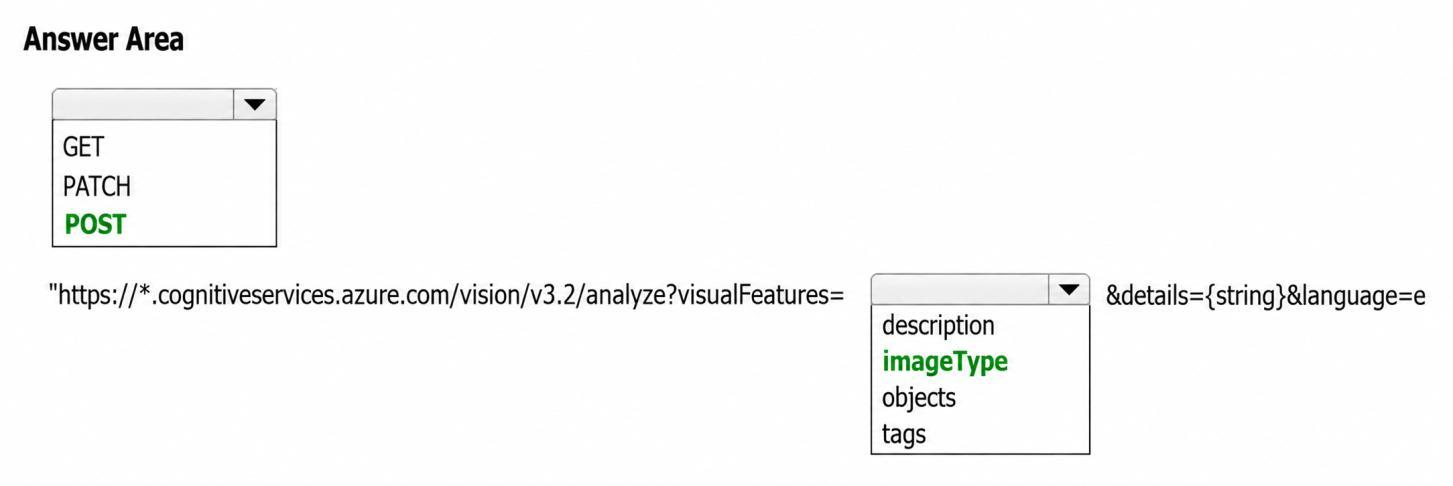 Answer Area
GET
PATCH
POST
"https://*.cognitiveservices.azure.com/vision/v3.2/analyze?visualFeatures= &details={string}&language=e
description
imageType
objects
tags